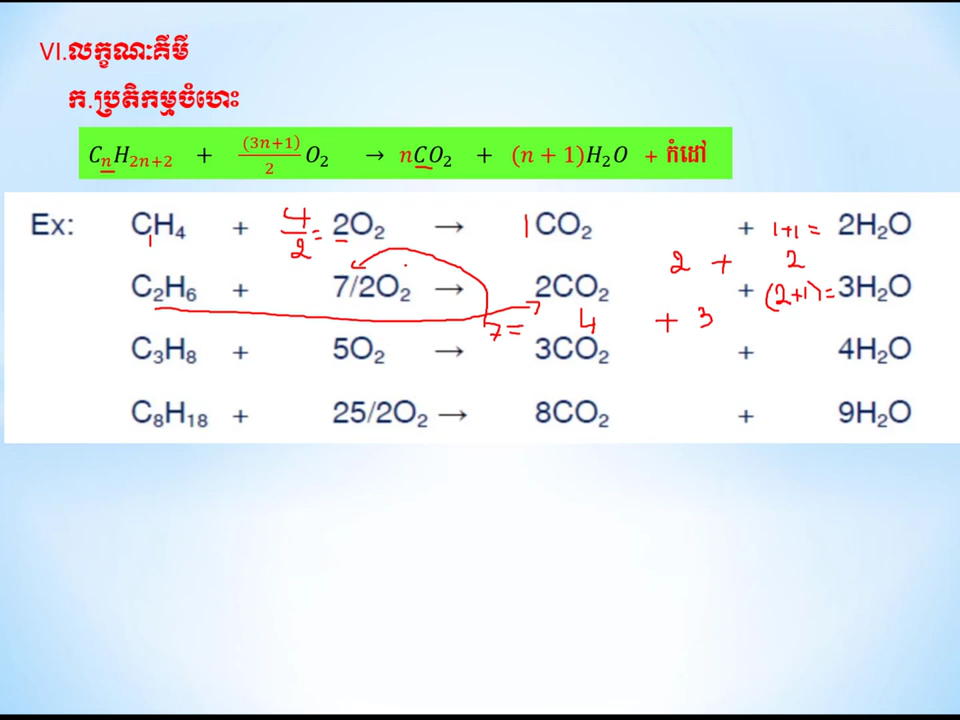 VI.លក្ខណៈគីមី
ក.ប្រតិកម្មចំហេះ
CnH2n+2 + (3n+1)/2 O2 → nCO2 + (n + 1)H2O + កំដៅ
Ex: CH4 + 4/2 = 2O2 → 1CO2 + 1+1 = 2H2O
1 2 + 2
C2H6 + 7/2O2 → 2CO2 + (2+1) = 3H2O
7 = 4 + 3
C3H8 + 5O2 → 3CO2 + 4H2O
C8H18 + 25/2O2 → 8CO2 + 9H2O